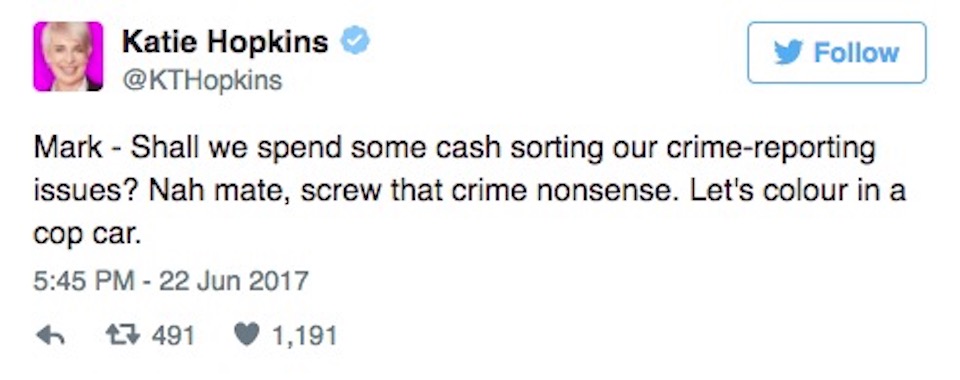 Katie Hopkins
@KTHopkins
Follow
Mark - Shall we spend some cash sorting our crime-reporting
issues? Nah mate, screw that crime nonsense. Let's colour in a
cop car.
5:45 PM - 22 Jun 2017
491 1,191